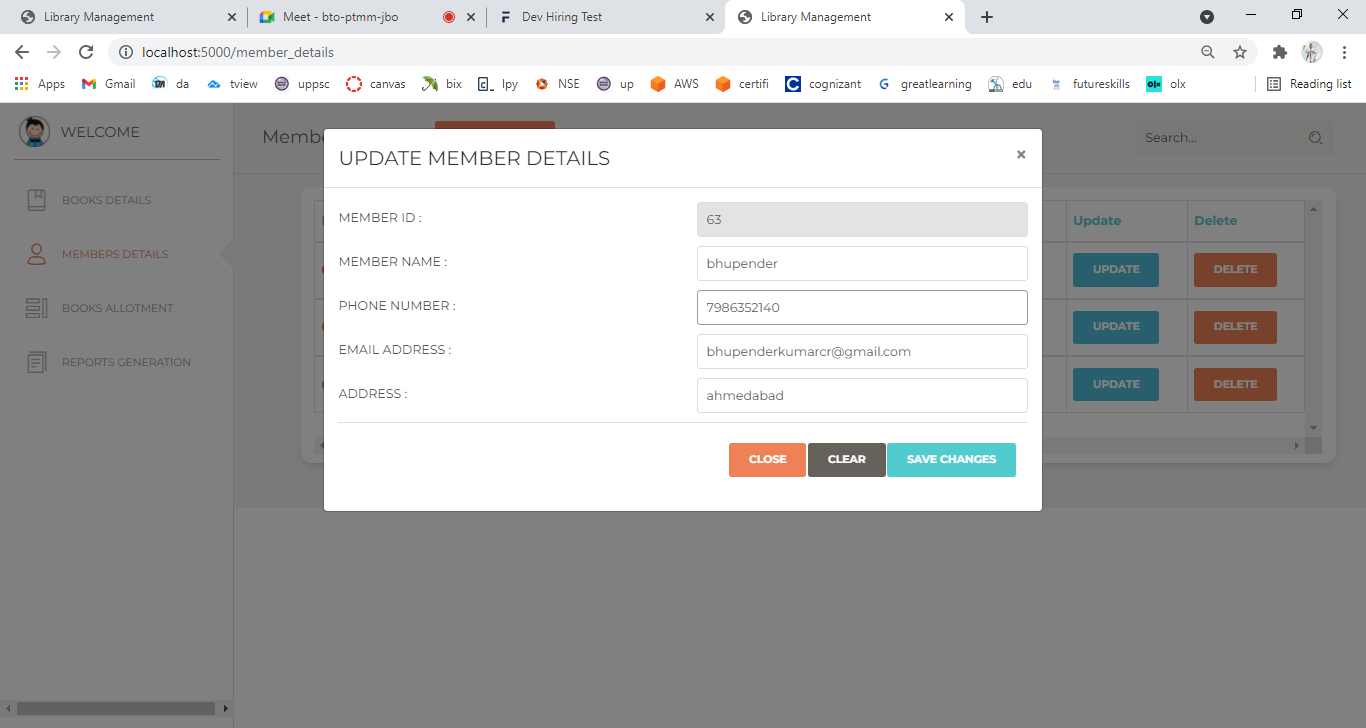 Library Management
Meet - bto-ptmm-jbo
Dev Hiring Test
Library Management
localhost:5000/member_details
Apps Gmail da tview uppsc canvas bix lpy NSE up AWS certifi cognizant greatlearning edu futureskills olx Reading list
WELCOME
BOOKS DETAILS
MEMBERS DETAILS
BOOKS ALLOTMENT
REPORTS GENERATION
Search...
UPDATE MEMBER DETAILS
×
MEMBER ID : 63
MEMBER NAME : bhupender
PHONE NUMBER : 7986352140
EMAIL ADDRESS : bhupenderkumarcr@gmail.com
ADDRESS : ahmedabad
CLOSE CLEAR SAVE CHANGES
Update Delete
UPDATE DELETE
UPDATE DELETE
UPDATE DELETE